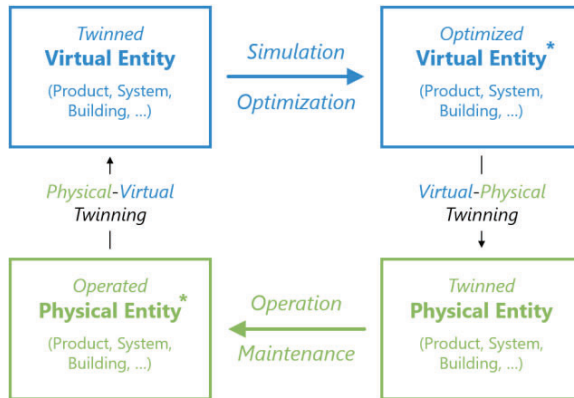 Twinned
Virtual Entity
(Product, System,
Building, ...)
Simulation
Optimization
Optimized
Virtual Entity*
(Product, System,
Building, ...)
Physical-Virtual
Twinning
Virtual-Physical
Twinning
Operated
Physical Entity*
(Product, System,
Building, ...)
Operation
Maintenance
Twinned
Physical Entity
(Product, System,
Building, ...)